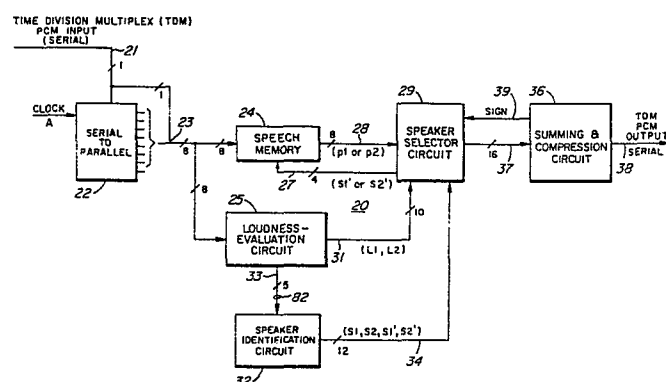 TIME DIVISION MULTIPLEX (TDM)
PCM INPUT
(SERIAL)
21
1
1
CLOCK
A
SERIAL
TO
PARALLEL
22
23
8
8
24
SPEECH
MEMORY
8
28
(p1 or p2)
27
4
(S1' or S2')
29
SPEAKER
SELECTOR
CIRCUIT
39
SIGN
16
37
36
SUMMING &
COMPRESSION
CIRCUIT
TDM
PCM
OUTPUT
(SERIAL)
38
8
20
25
LOUDNESS-
EVALUATION
CIRCUIT
31
(L1, L2)
10
33
5
82
SPEAKER
IDENTIFICATION
CIRCUIT
32
12
(S1, S2, S1', S2')
34